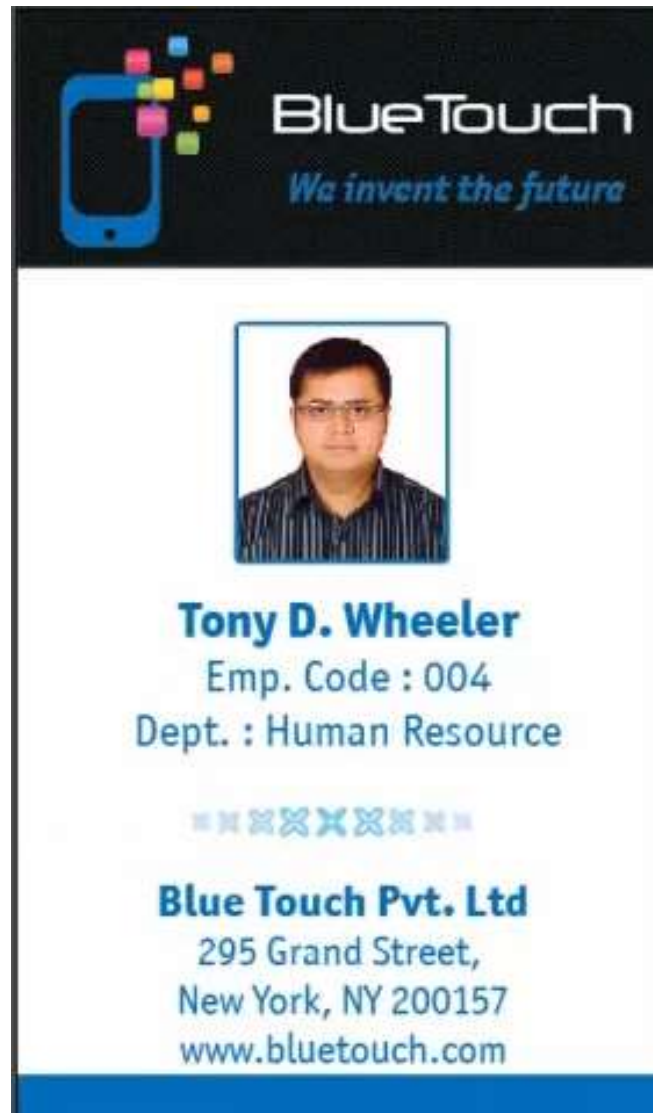 BlueTouch
We invent the future
Tony D. Wheeler
Emp. Code : 004
Dept. : Human Resource
Blue Touch Pvt. Ltd
295 Grand Street,
New York, NY 200157
www.bluetouch.com